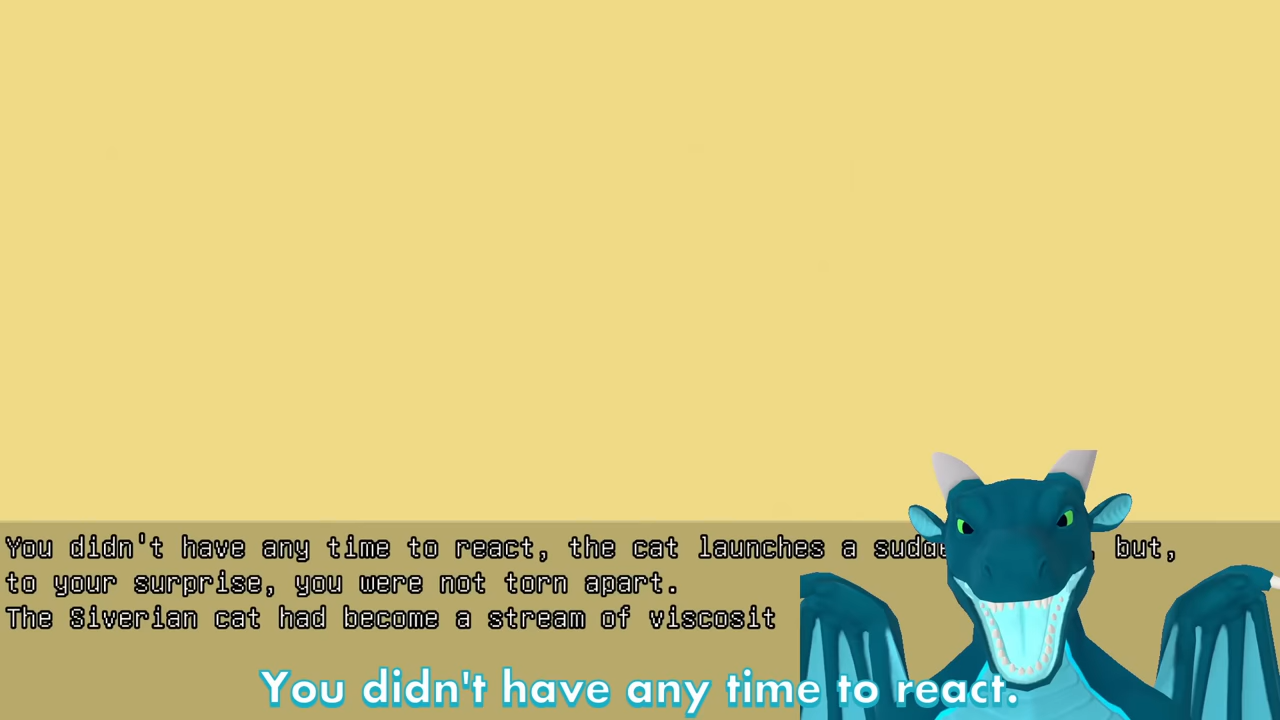 You didn't have any time to react, the cat launches a sudde , but,
to your surprise, you were not torn apart.
The Siverian cat had become a stream of viscosit
You didn't have any time to react.